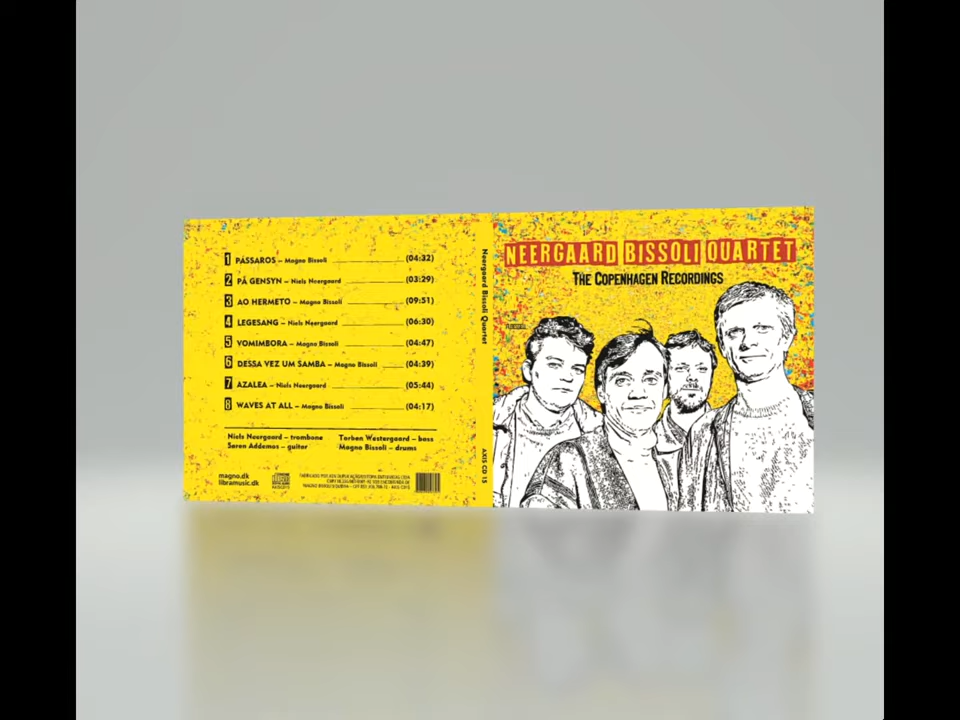 1 PÁSSAROS – Magno Bissoli (04:32)
2 PÅ GENSYN – Niels Neergaard (03:29)
3 AO HERMETO – Magno Bissoli (09:51)
4 LEGESANG – Niels Neergaard (06:30)
5 VOMIMBORA – Magno Bissoli (04:47)
6 DESSA VEZ UM SAMBA – Magno Bissoli (04:39)
7 AZALEA – Niels Neergaard (05:44)
8 WAVES AT ALL – Magno Bissoli (04:17)
Niels Neergaard – trombone
Søren Addemos – guitar
Torben Westergaard – bass
Magno Bissoli – drums
magno.dk
libramusic.dk
Neergaard Bissoli Quartet
AXIS CD 15
NEERGAARD BISSOLI QUARTET
THE COPENHAGEN RECORDINGS